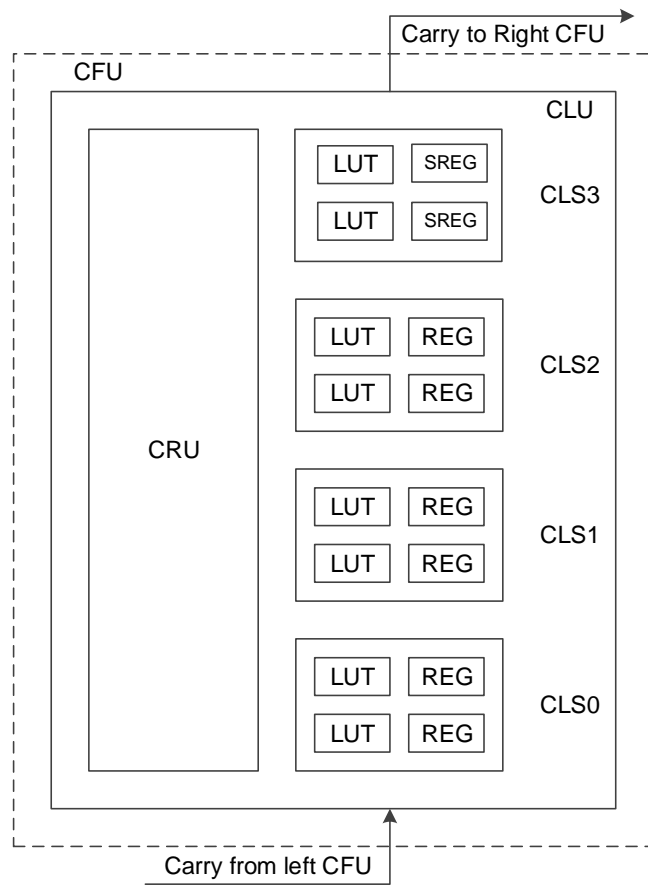 Carry to Right CFU
CFU
CLU
LUT SREG
CLS3
LUT SREG
LUT REG
CLS2
LUT REG
CRU
LUT REG
CLS1
LUT REG
LUT REG
CLS0
LUT REG
Carry from left CFU